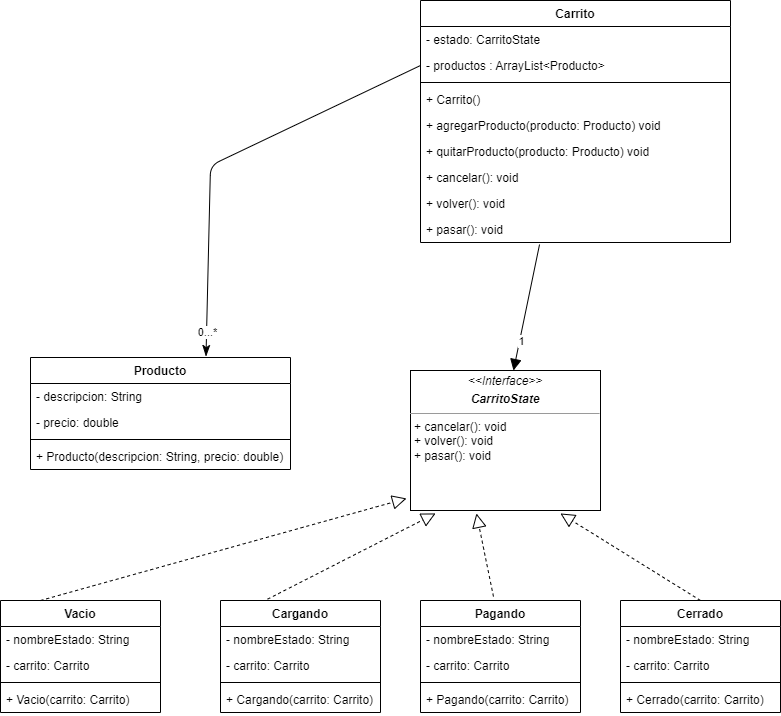 Carrito
- estado: CarritoState
- productos : ArrayList<Producto>
+ Carrito()
+ agregarProducto(producto: Producto) void
+ quitarProducto(producto: Producto) void
+ cancelar(): void
+ volver(): void
+ pasar(): void
0...*
1
Producto
- descripcion: String
- precio: double
+ Producto(descripcion: String, precio: double)
<<Interface>>
CarritoState
+ cancelar(): void
+ volver(): void
+ pasar(): void
Vacio
- nombreEstado: String
- carrito: Carrito
+ Vacio(carrito: Carrito)
Cargando
- nombreEstado: String
- carrito: Carrito
+ Cargando(carrito: Carrito)
Pagando
- nombreEstado: String
- carrito: Carrito
+ Pagando(carrito: Carrito)
Cerrado
- nombreEstado: String
- carrito: Carrito
+ Cerrado(carrito: Carrito)